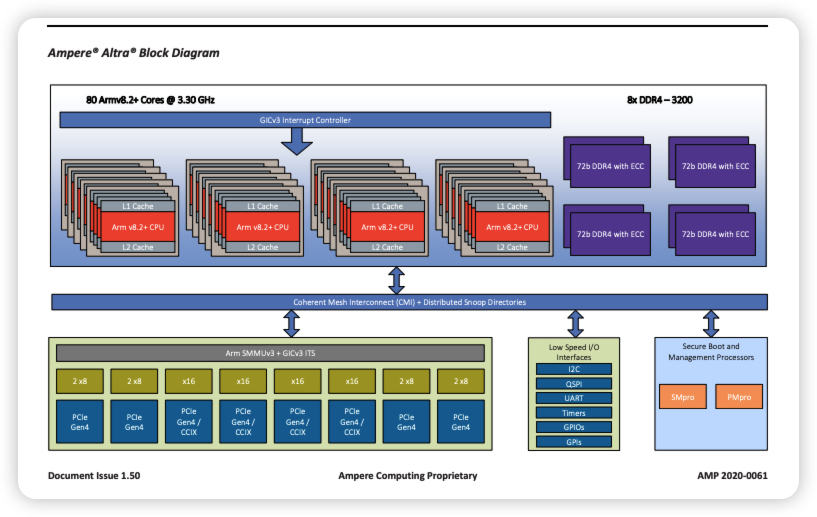 Ampere® Altra® Block Diagram
80 Armv8.2+ Cores @ 3.30 GHz
8x DDR4 – 3200
GICv3 Interrupt Controller
72b DDR4 with ECC
72b DDR4 with ECC
L1 Cache
L1 Cache
L1 Cache
L1 Cache
Arm v8.2+ CPU
Arm v8.2+ CPU
Arm v8.2+ CPU
Arm v8.2+ CPU
L2 Cache
L2 Cache
L2 Cache
L2 Cache
72b DDR4 with ECC
72b DDR4 with ECC
Coherent Mesh Interconnect (CMI) + Distributed Snoop Directories
Arm SMMUv3 + GICv3 ITS
2 x8
2 x8
x16
x16
x16
x16
2 x8
2 x8
PCIe
Gen4
PCIe
Gen4
PCIe
Gen4 /
CCIX
PCIe
Gen4 /
CCIX
PCIe
Gen4 /
CCIX
PCIe
Gen4 /
CCIX
PCIe
Gen4
PCIe
Gen4
Low Speed I/O
Interfaces
I2C
QSPI
UART
Timers
GPIOs
GPIs
Secure Boot and
Management Processors
SMpro
PMpro
Document Issue 1.50
Ampere Computing Proprietary
AMP 2020-0061